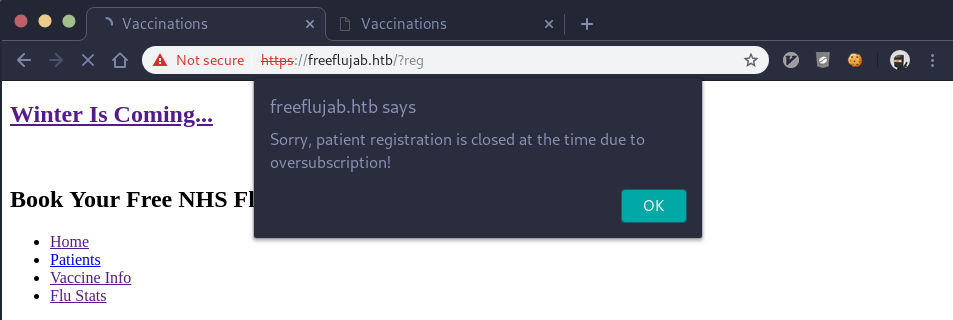 Vaccinations
Vaccinations
Not secure https://freeflujab.htb/?reg
freeflujab.htb says
Sorry, patient registration is closed at the time due to
oversubscription!
OK
Winter Is Coming...
Book Your Free NHS Fl
Home
Patients
Vaccine Info
Flu Stats